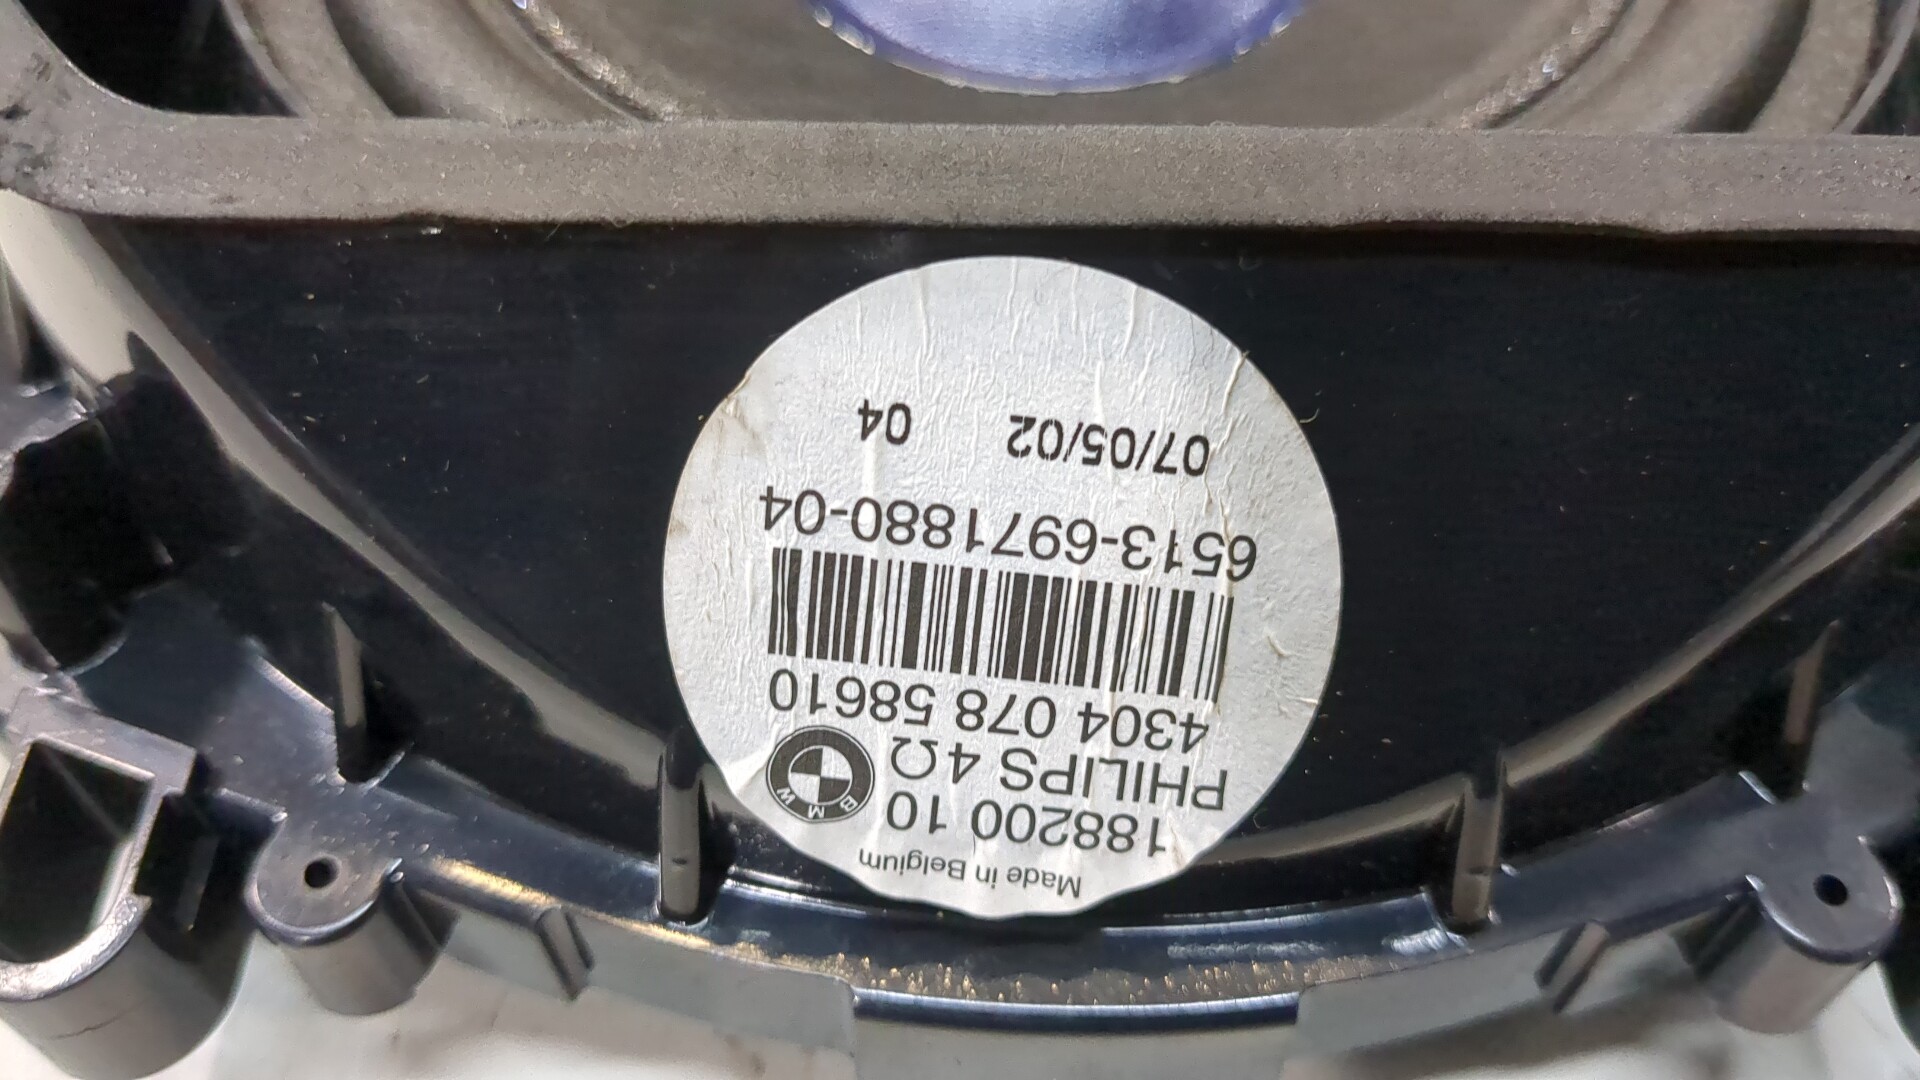 Made in Belgium
188200 10
PHILIPS 4Ω
BMW
4304 078 58610
6513-6971880-04
07/05/02 04